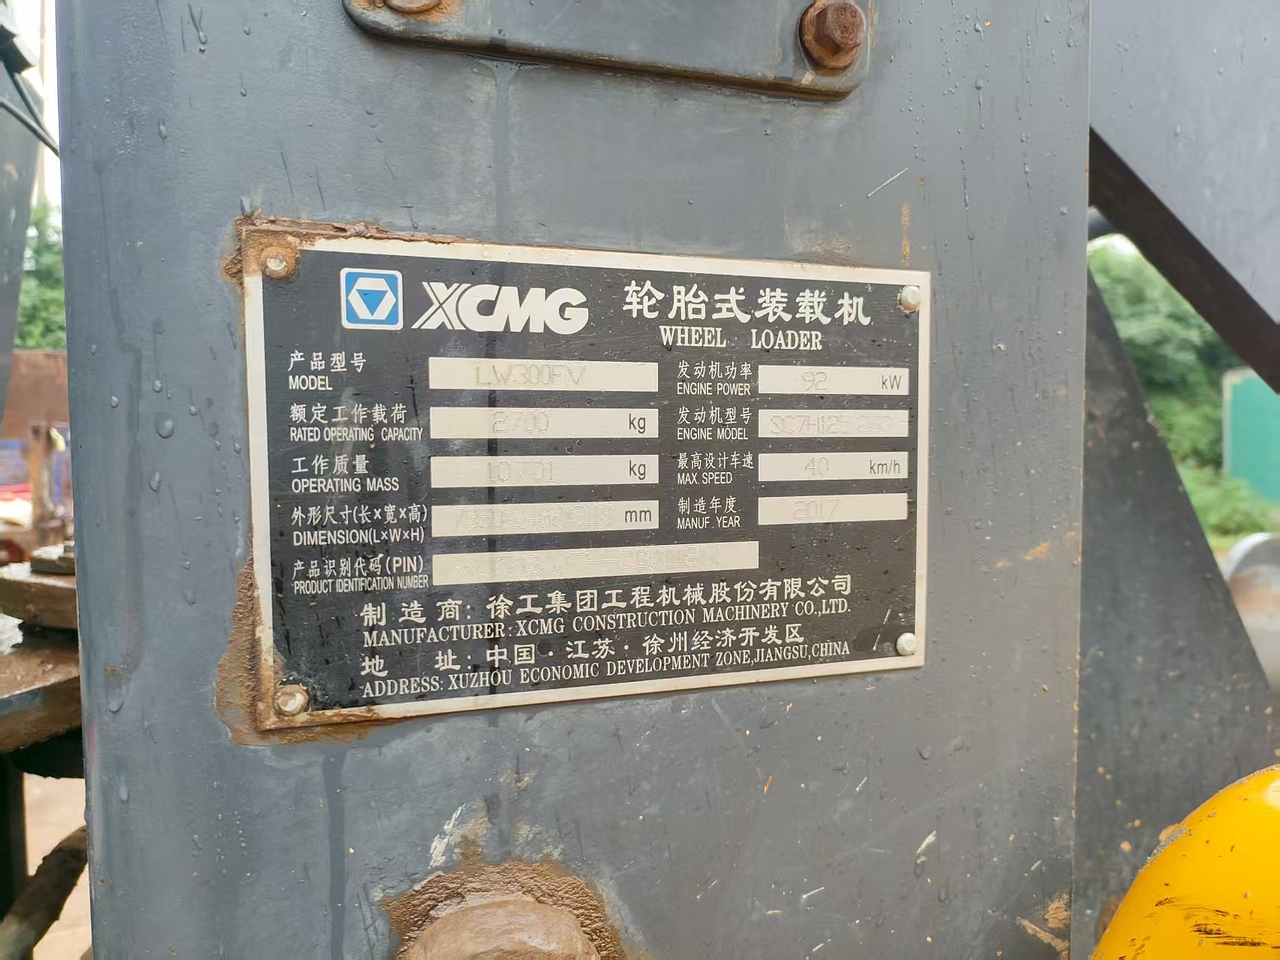 XCMG 轮胎式装载机
WHEEL LOADER
产品型号 LW300FV
MODEL
发动机功率 92 kW
ENGINE POWER
额定工作载荷 2700 kg
RATED OPERATING CAPACITY
发动机型号
ENGINE MODEL
工作质量 kg
OPERATING MASS
最高设计车速 40 km/h
MAX SPEED
外形尺寸(长×宽×高) mm
DIMENSION(L×W×H)
制造年度 2017
MANUF. YEAR
产品识别代码(PIN)
PRODUCT IDENTIFICATION NUMBER
制造商: 徐工集团工程机械股份有限公司
MANUFACTURER: XCMG CONSTRUCTION MACHINERY CO.,LTD.
地 址: 中国·江苏·徐州经济开发区
ADDRESS: XUZHOU ECONOMIC DEVELOPMENT ZONE,JIANGSU,CHINA